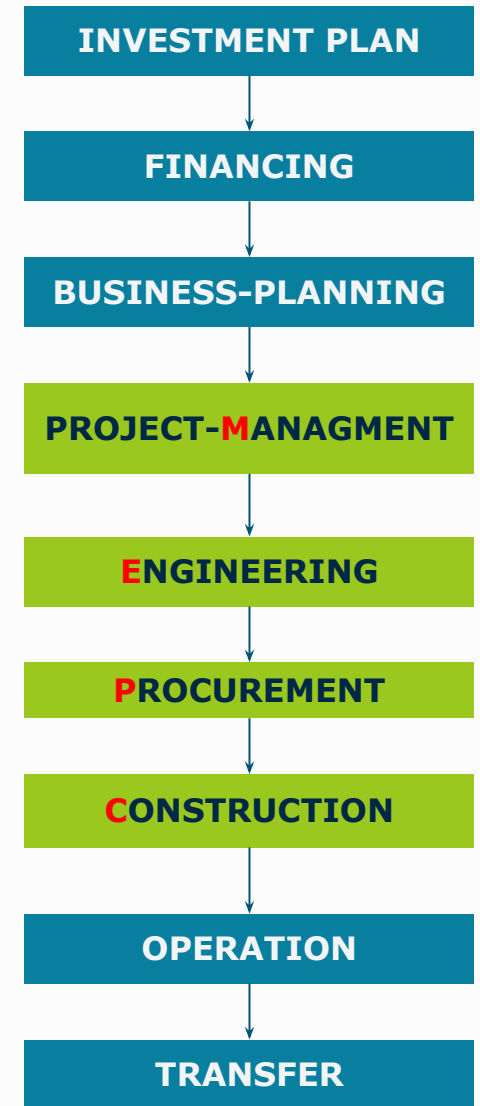 INVESTMENT PLAN
FINANCING
BUSINESS-PLANNING
PROJECT-MANAGMENT
ENGINEERING
PROCUREMENT
CONSTRUCTION
OPERATION
TRANSFER